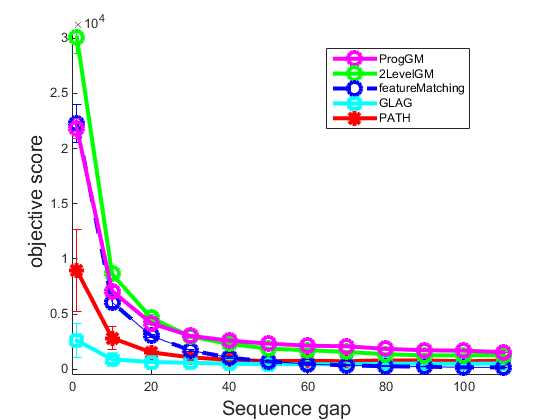 ×10⁴
3
2.5
2
1.5
1
0.5
0
0 20 40 60 80 100
objective score
Sequence gap
ProgGM
2LevelGM
featureMatching
GLAG
PATH